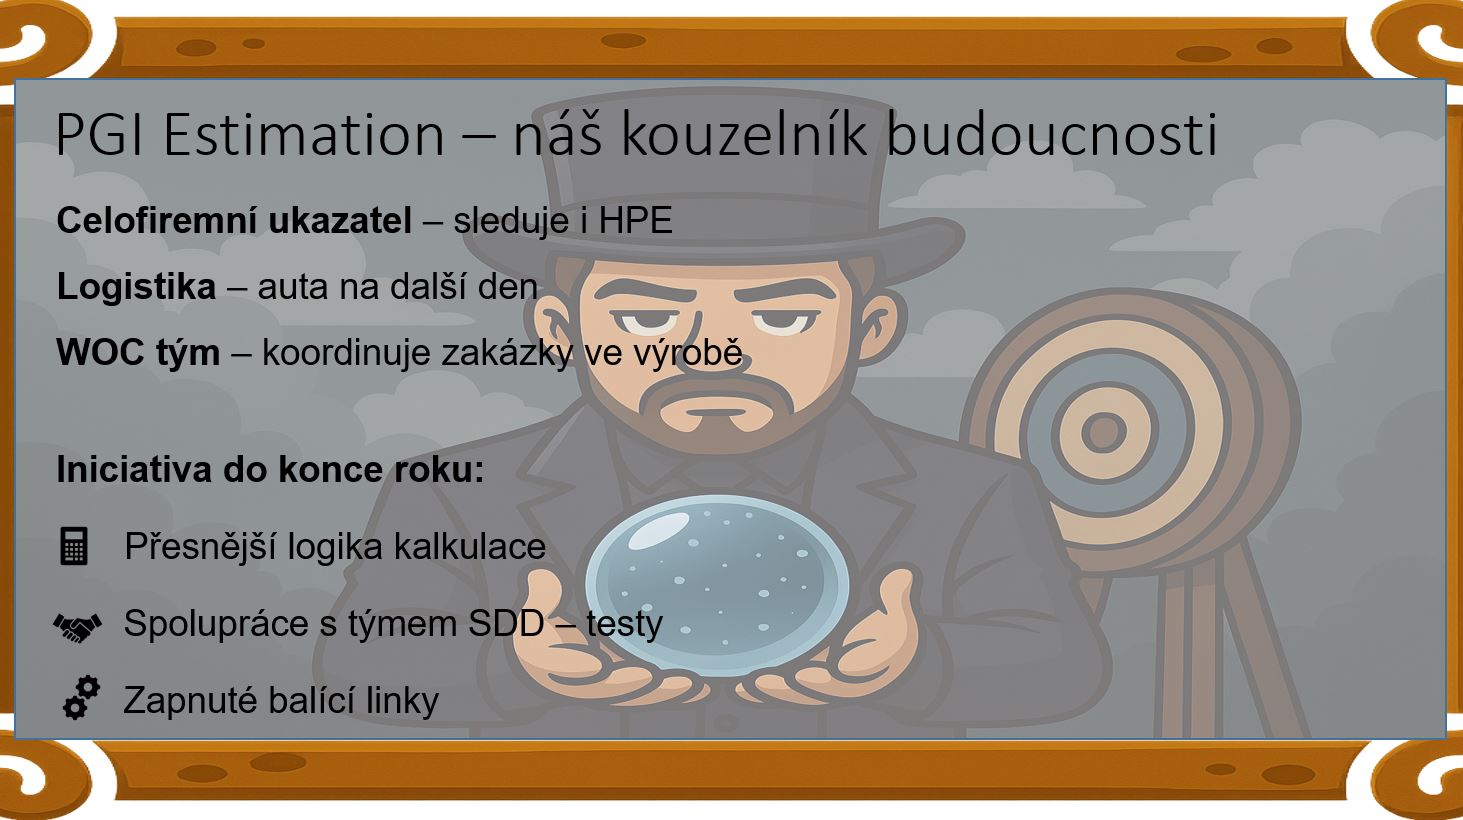 PGI Estimation – náš kouzelník budoucnosti
Celofiremní ukazatel – sleduje i HPE
Logistika – auta na další den
WOC tým – koordinuje zakázky ve výrobě
Iniciativa do konce roku:
Přesnější logika kalkulace
Spolupráce s týmem SDD – testy
Zapnuté balící linky